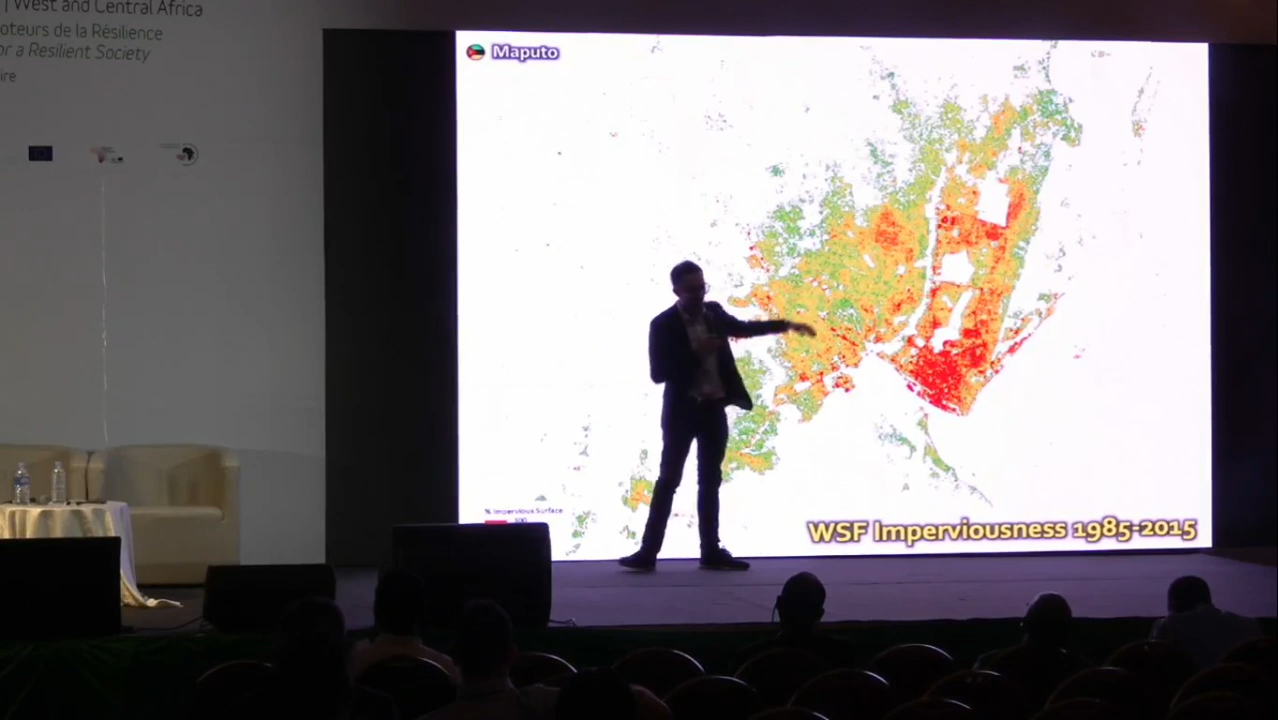 | West and Central Africa
oteurs de la Résilience
or a Resilient Society
ire
Maputo
% Impervious Surface
100
WSF Imperviousness 1985-2015